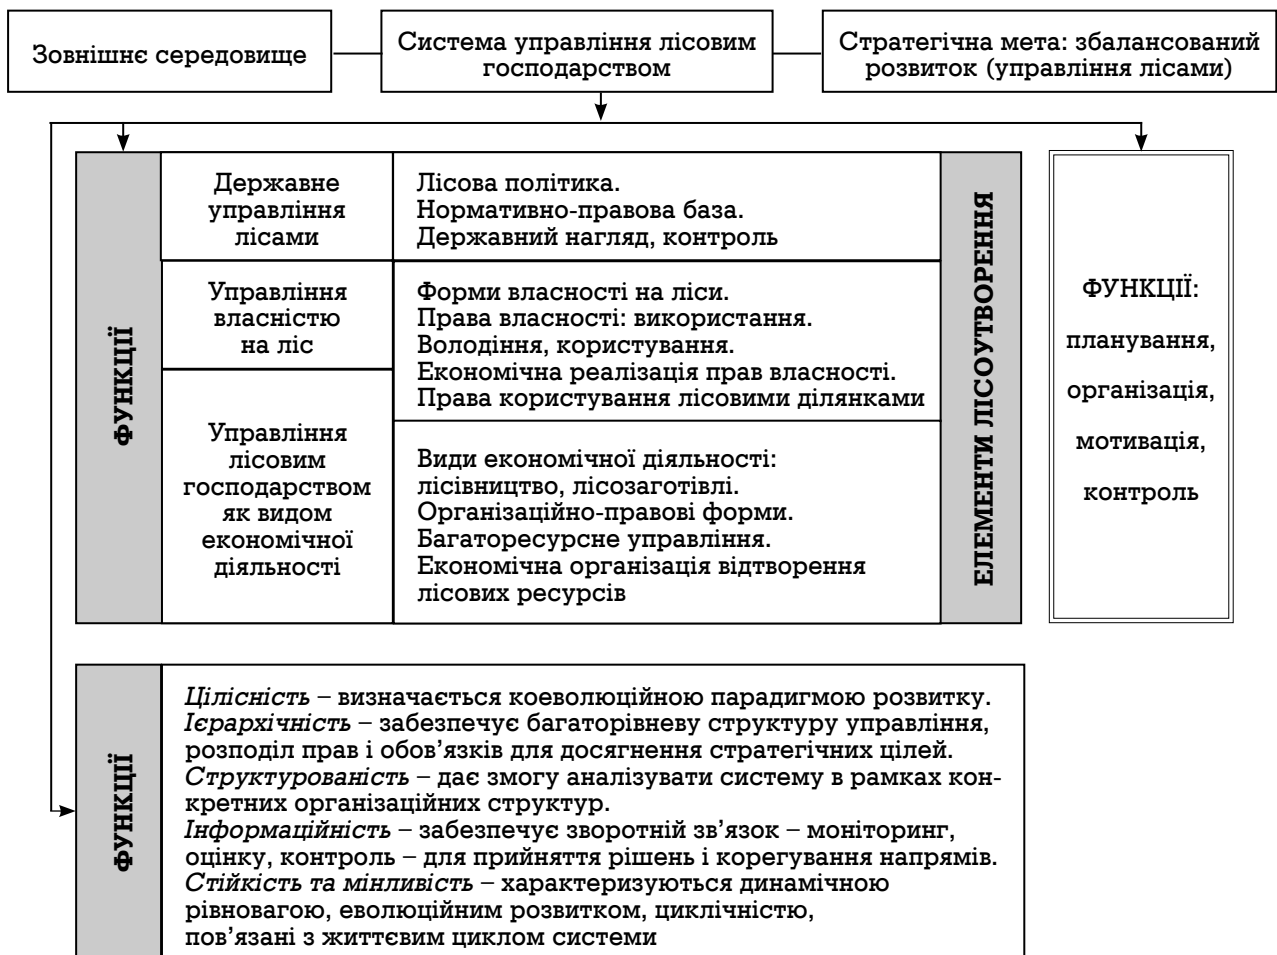 Зовнішнє середовище
Система управління лісовим
господарством
Стратегічна мета: збалансований
розвиток (управління лісами)
ФУНКЦІЇ
Державне
управління
лісами
Лісова політика.
Нормативно-правова база.
Державний нагляд, контроль
Управління
власністю
на ліс
Форми власності на ліси.
Права власності: використання.
Володіння, користування.
Економічна реалізація прав власності.
Права користування лісовими ділянками
Управління
лісовим
господарством
як видом
економічної
діяльності
Види економічної діяльності:
лісівництво, лісозаготівлі.
Організаційно-правові форми.
Багаторесурсне управління.
Економічна організація відтворення
лісових ресурсів
ЕЛЕМЕНТИ ЛІСОУТВОРЕННЯ
ФУНКЦІЇ:
планування,
організація,
мотивація,
контроль
ФУНКЦІЇ
Цілісність – визначається коеволюційною парадигмою розвитку.
Ієрархічність – забезпечує багаторівневу структуру управління,
розподіл прав і обов’язків для досягнення стратегічних цілей.
Структурованість – дає змогу аналізувати систему в рамках кон-
кретних організаційних структур.
Інформаційність – забезпечує зворотній зв’язок – моніторинг,
оцінку, контроль – для прийняття рішень і корегування напрямів.
Стійкість та мінливість – характеризуються динамічною
рівновагою, еволюційним розвитком, циклічністю,
пов’язані з життєвим циклом системи